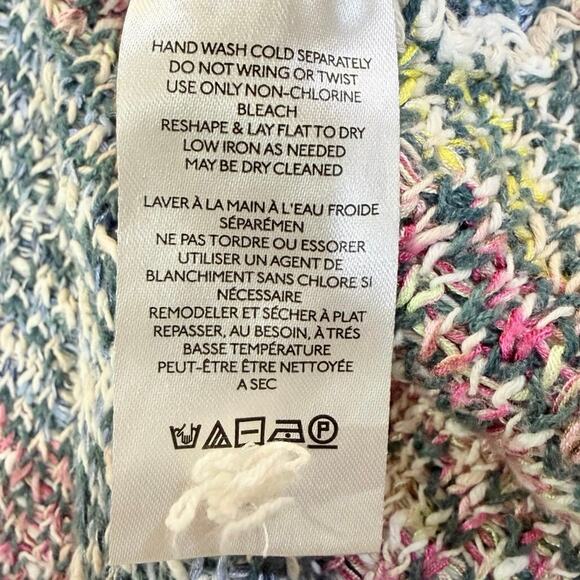 HAND WASH COLD SEPARATELY
DO NOT WRING OR TWIST
USE ONLY NON-CHLORINE
BLEACH
RESHAPE & LAY FLAT TO DRY
LOW IRON AS NEEDED
MAY BE DRY CLEANED
LAVER À LA MAIN À L'EAU FROIDE
SÉPARÉMEN
NE PAS TORDRE OU ESSORER
UTILISER UN AGENT DE
BLANCHIMENT SANS CHLORE SI
NÉCESSAIRE
REMODELER ET SÉCHER À PLAT
REPASSER, AU BESOIN, À TRÉS
BASSE TEMPÉRATURE
PEUT-ÊTRE ÊTRE NETTOYÉE
A SEC
P